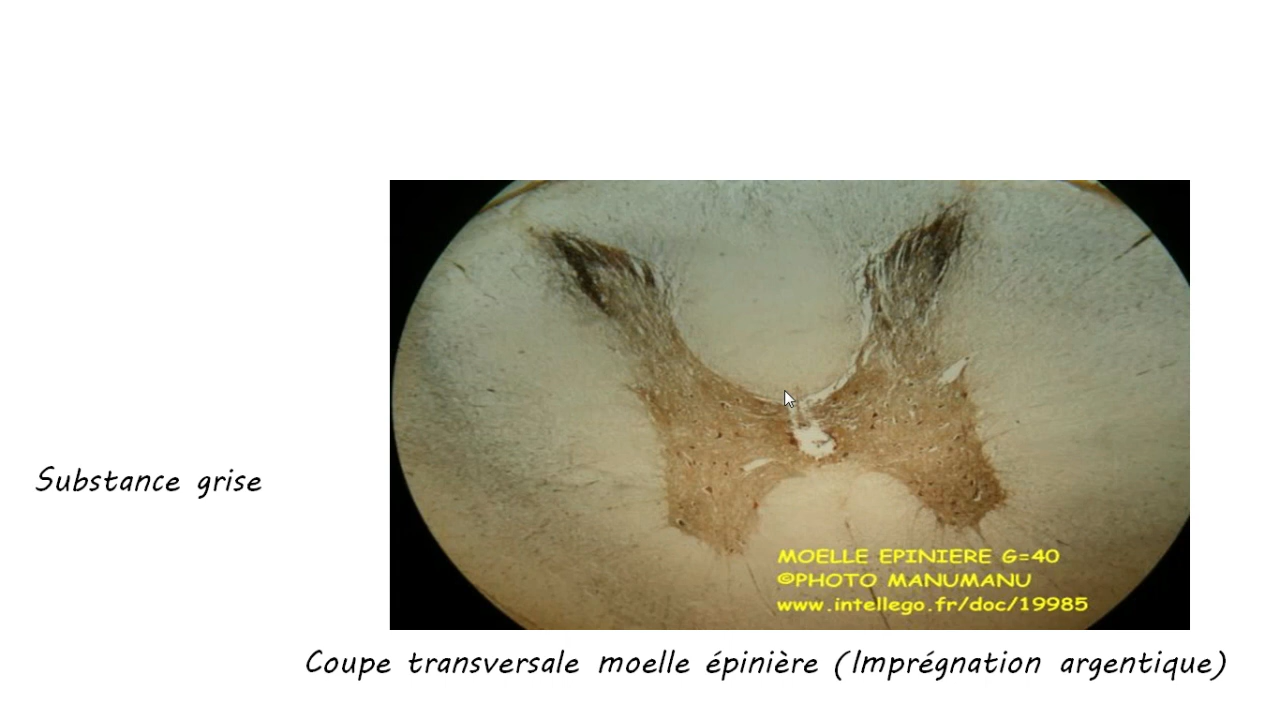 Substance grise
MOELLE EPINIERE G=40
©PHOTO MANUMANU
www.intellego.fr/doc/19985
Coupe transversale moelle épinière (Imprégnation argentique)